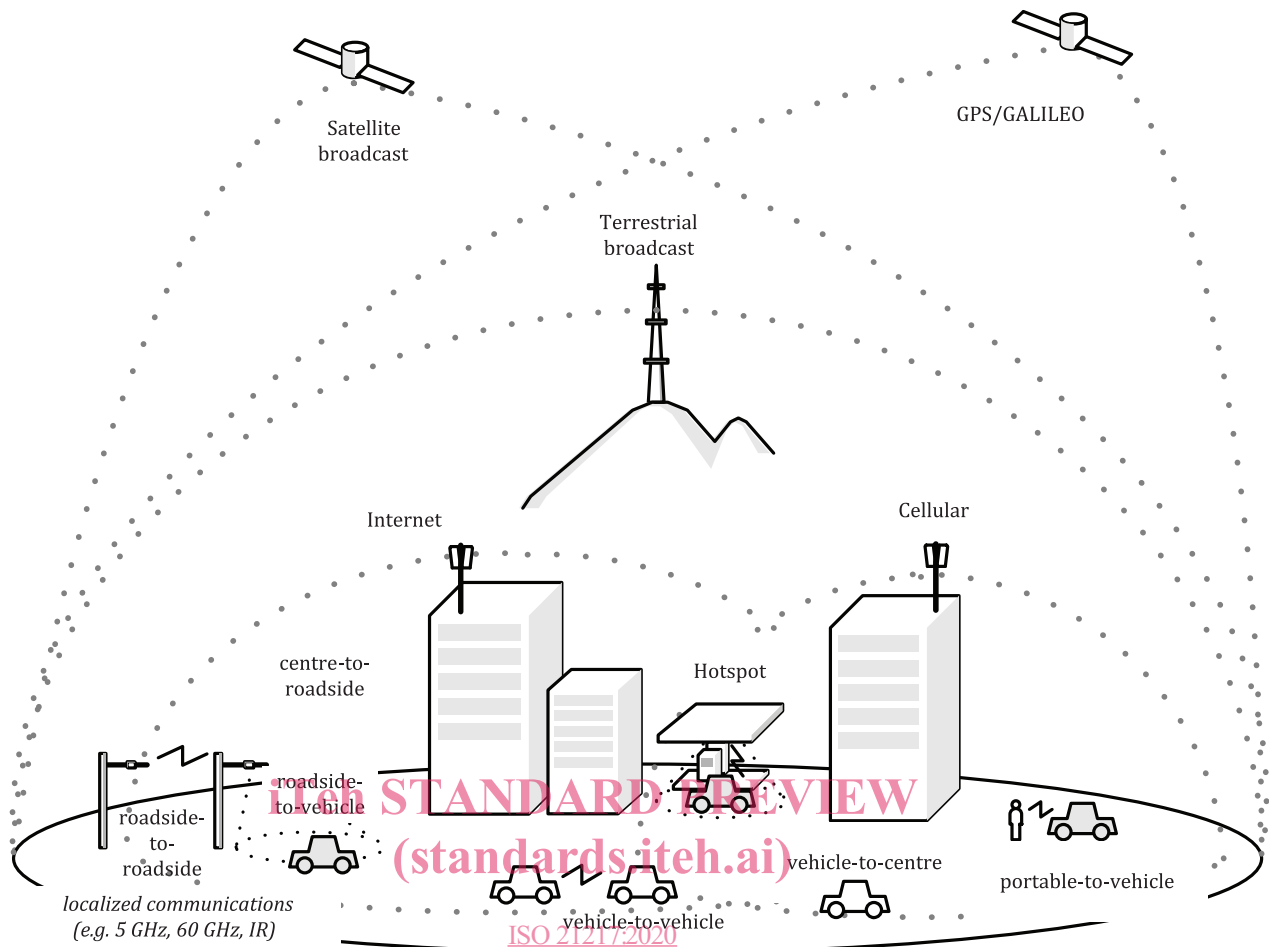 Satellite
broadcast
GPS/GALILEO
Terrestrial
broadcast
Internet
Cellular
centre-to-
roadside
Hotspot
roadside-
to-vehicle
iTeh STANDARD PREVIEW
roadside-
to-
roadside
(standards.iteh.ai)
vehicle-to-centre
portable-to-vehicle
localized communications
(e.g. 5 GHz, 60 GHz, IR)
vehicle-to-vehicle
ISO 21217:2020